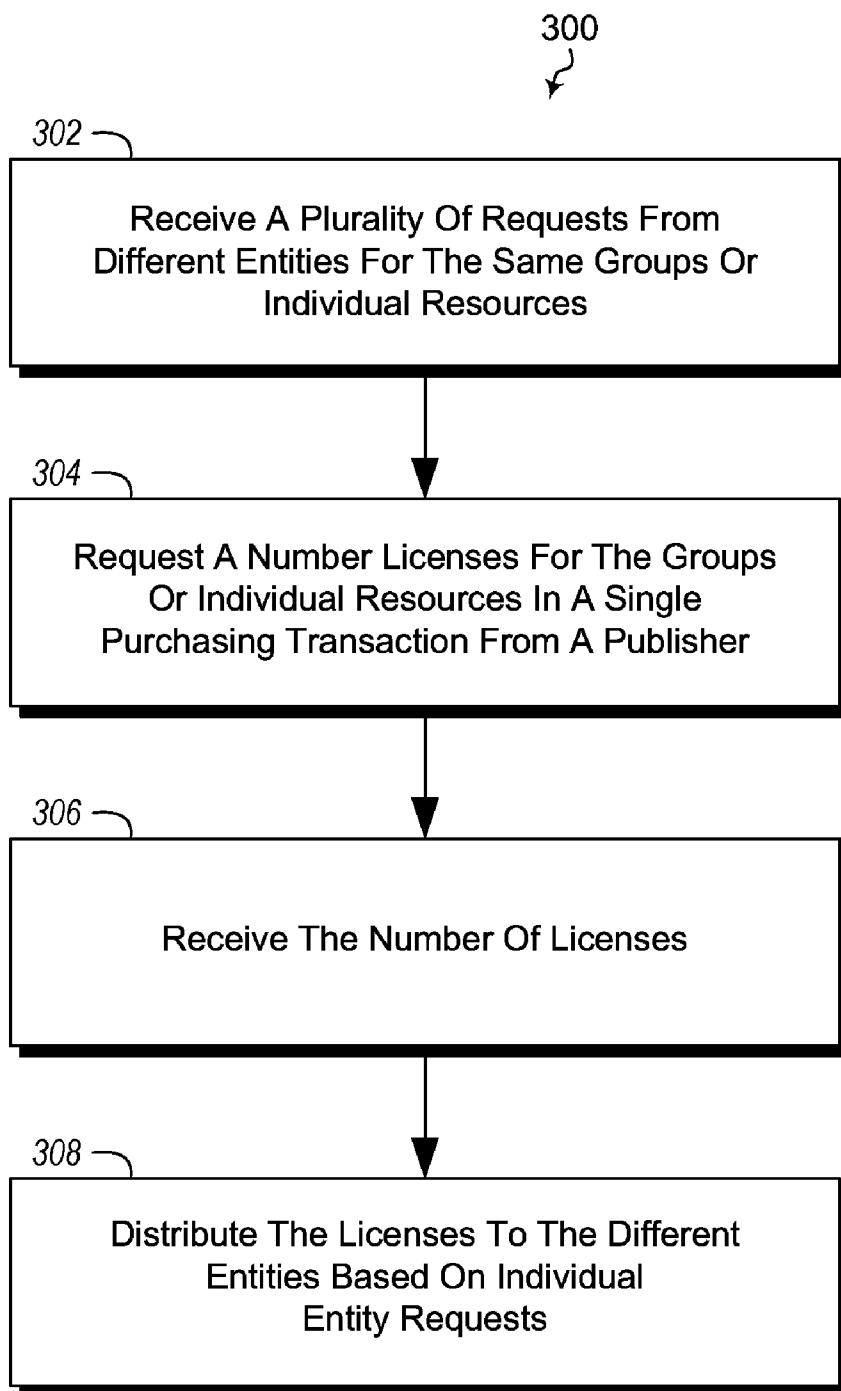 300
302
Receive A Plurality Of Requests From
Different Entities For The Same Groups Or
Individual Resources
304
Request A Number Licenses For The Groups
Or Individual Resources In A Single
Purchasing Transaction From A Publisher
306
Receive The Number Of Licenses
308
Distribute The Licenses To The Different
Entities Based On Individual
Entity Requests